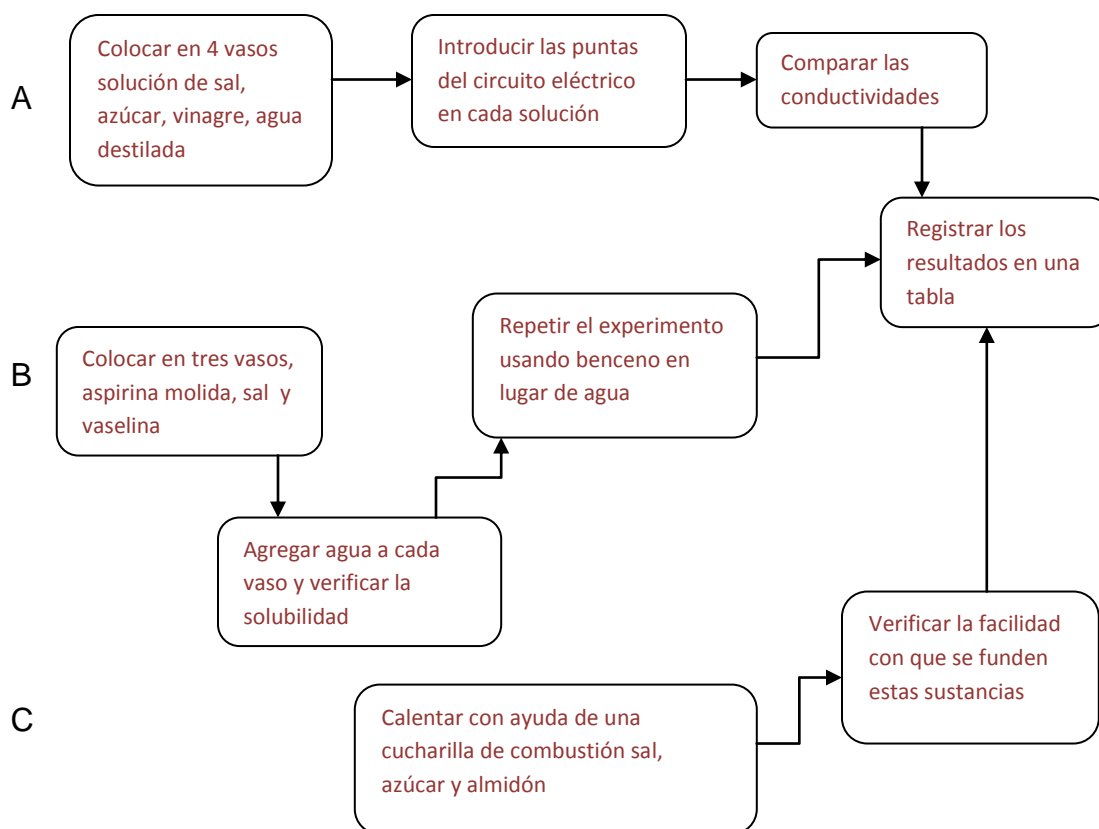 A
Colocar en 4 vasos
solución de sal,
azúcar, vinagre, agua
destilada
Introducir las puntas
del circuito eléctrico
en cada solución
Comparar las
conductividades
Registrar los
resultados en una
tabla
B
Colocar en tres vasos,
aspirina molida, sal y
vaselina
Agregar agua a cada
vaso y verificar la
solubilidad
Repetir el experimento
usando benceno en
lugar de agua
C
Calentar con ayuda de una
cucharilla de combustión sal,
azúcar y almidón
Verificar la facilidad
con que se funden
estas sustancias